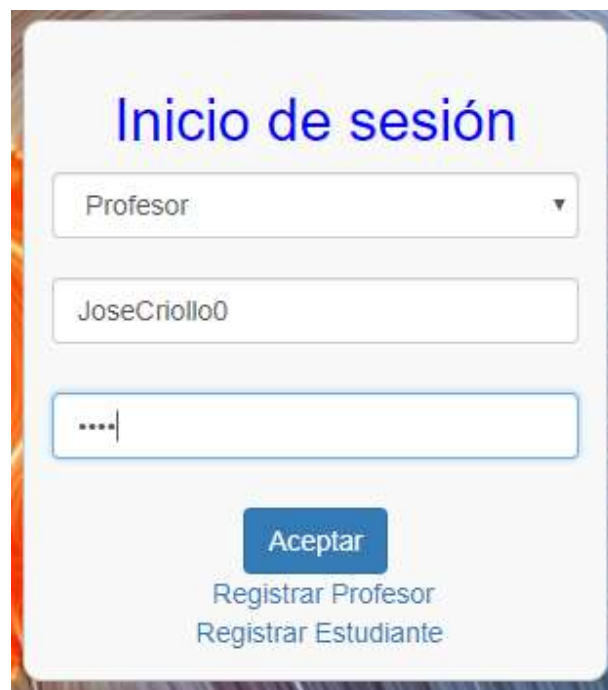 Inicio de sesión
Profesor
JoseCriollo0
••••
Aceptar
Registrar Profesor
Registrar Estudiante